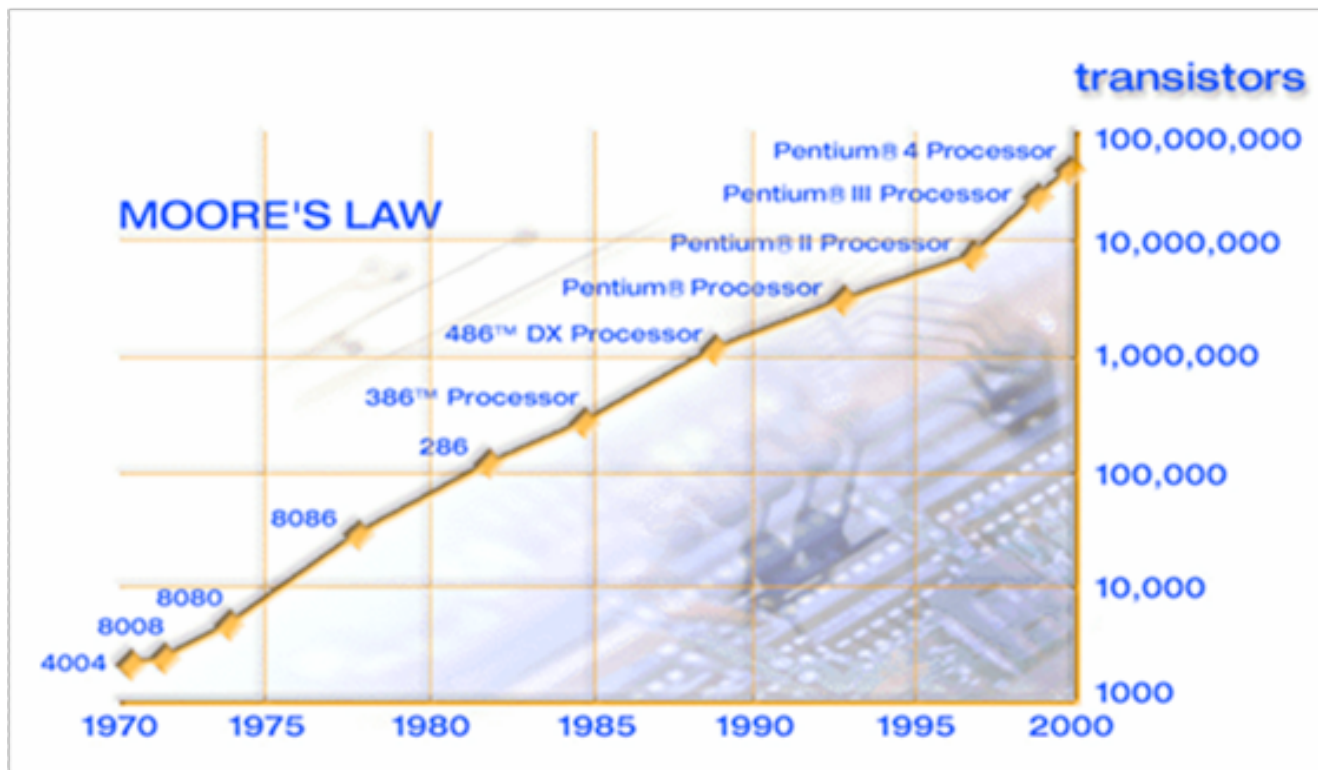 transistors
100,000,000
Pentium® 4 Processor
Pentium® III Processor
MOORE'S LAW
Pentium® II Processor
10,000,000
Pentium® Processor
486™ DX Processor
1,000,000
386™ Processor
286
100,000
8086
10,000
8080
8008
4004
1000
1970 1975 1980 1985 1990 1995 2000